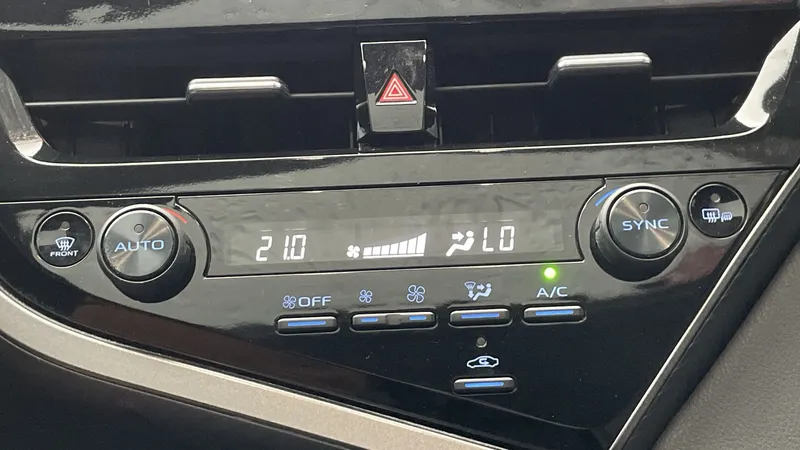 AUTO
SYNC
FRONT
21.0
LO
OFF
A/C